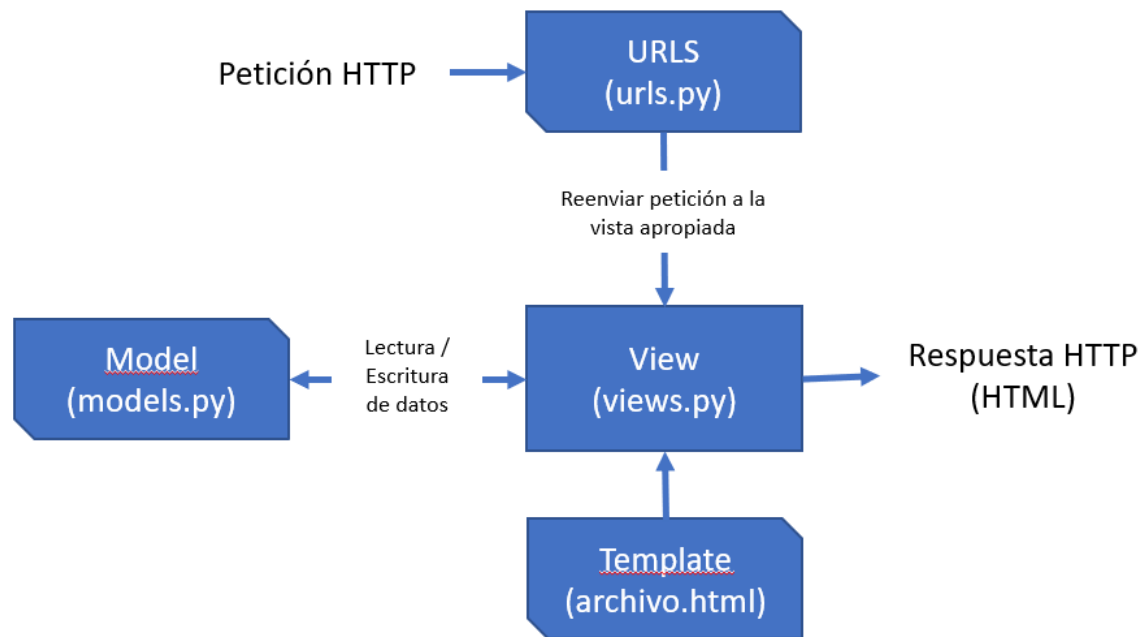 Petición HTTP
URLS
(urls.py)
Reenviar petición a la
vista apropiada
Model
(models.py)
Lectura /
Escritura
de datos
View
(views.py)
Respuesta HTTP
(HTML)
Template
(archivo.html)